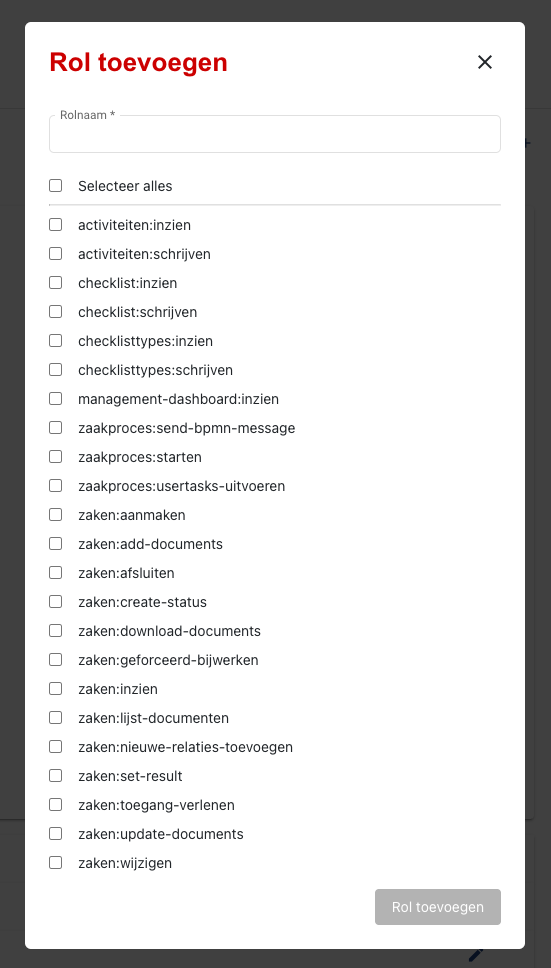 Rol toevoegen
Rolnaam *
Selecteer alles
activiteiten:inzien
activiteiten:schrijven
checklist:inzien
checklist:schrijven
checklisttypes:inzien
checklisttypes:schrijven
management-dashboard:inzien
zaakproces:send-bpmn-message
zaakproces:starten
zaakproces:usertasks-uitvoeren
zaken:aanmaken
zaken:add-documents
zaken:afsluiten
zaken:create-status
zaken:download-documents
zaken:geforceerd-bijwerken
zaken:inzien
zaken:lijst-documenten
zaken:nieuwe-relaties-toevoegen
zaken:set-result
zaken:toegang-verlenen
zaken:update-documents
zaken:wijzigen
Rol toevoegen